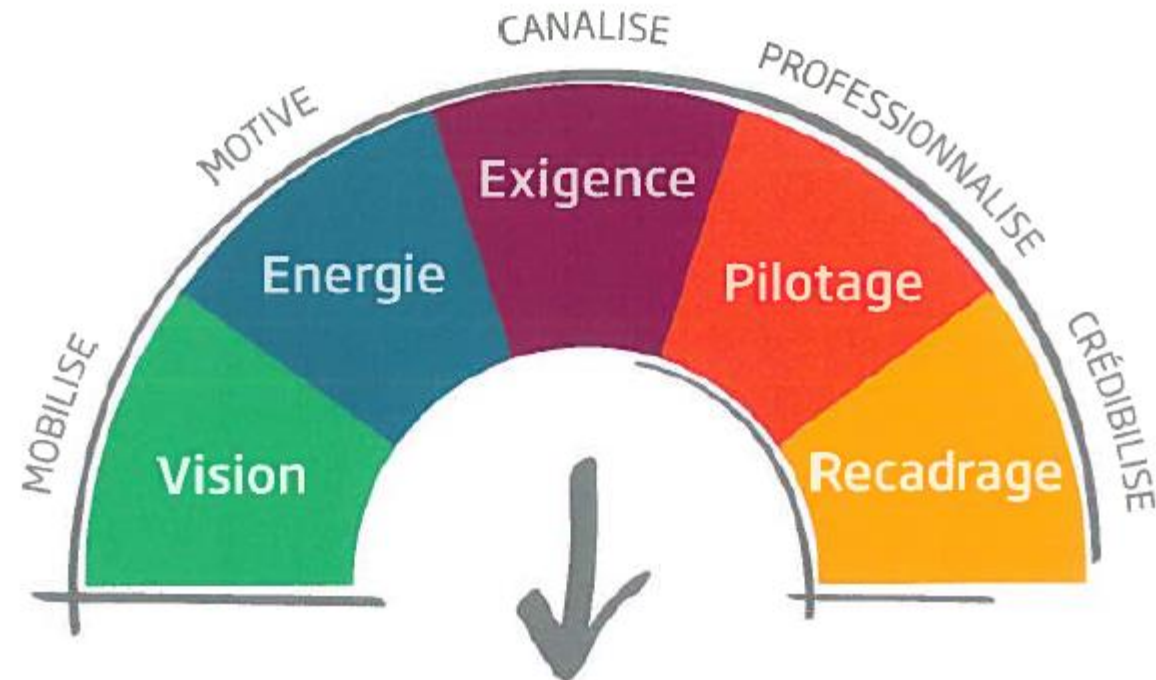 MOBILISE
MOTIVE
CANALISE
PROFESSIONNALISE
CRÉDIBILISE
Vision
Energie
Exigence
Pilotage
Recadrage